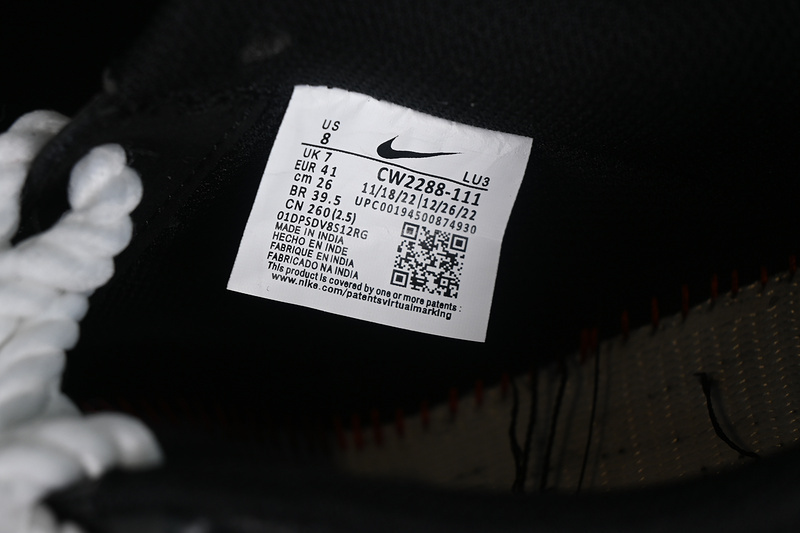 US
8
UK 7
EUR 41
cm 26
BR 39.5
CN 260(2.5)
LU3
CW2288-111
11/18/22|12/26/22
UPC00194500874930
01DPSDV8S12RG
MADE IN INDIA
HECHO EN INDE
FABRIQUE EN INDIA
FABRICADO NA INDIA
This product is covered by one or more patents :
www.nike.com/patentsvirtualmarking